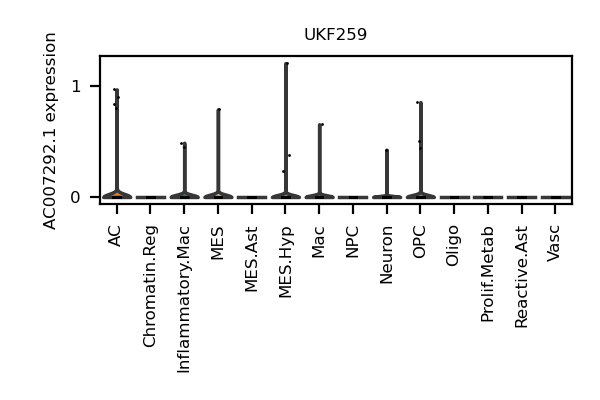 UKF259
AC007292.1 expression
1
0
AC
Chromatin.Reg
Inflammatory.Mac
MES
MES.Ast
MES.Hyp
Mac
NPC
Neuron
OPC
Oligo
Prolif.Metab
Reactive.Ast
Vasc